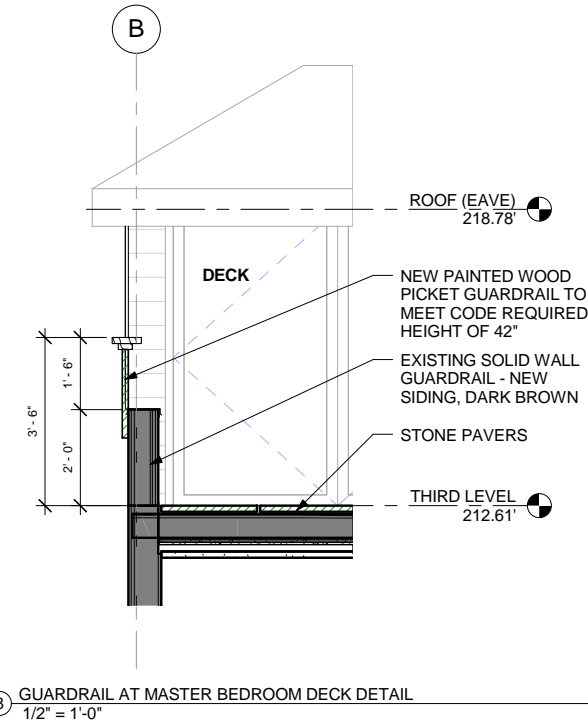 B
ROOF (EAVE)
218.78'
DECK
NEW PAINTED WOOD
PICKET GUARDRAIL TO
MEET CODE REQUIRED
HEIGHT OF 42"
EXISTING SOLID WALL
GUARDRAIL - NEW
SIDING, DARK BROWN
STONE PAVERS
THIRD LEVEL
212.61'
3' - 6"
1' - 6"
2' - 0"
GUARDRAIL AT MASTER BEDROOM DECK DETAIL
1/2" = 1'-0"